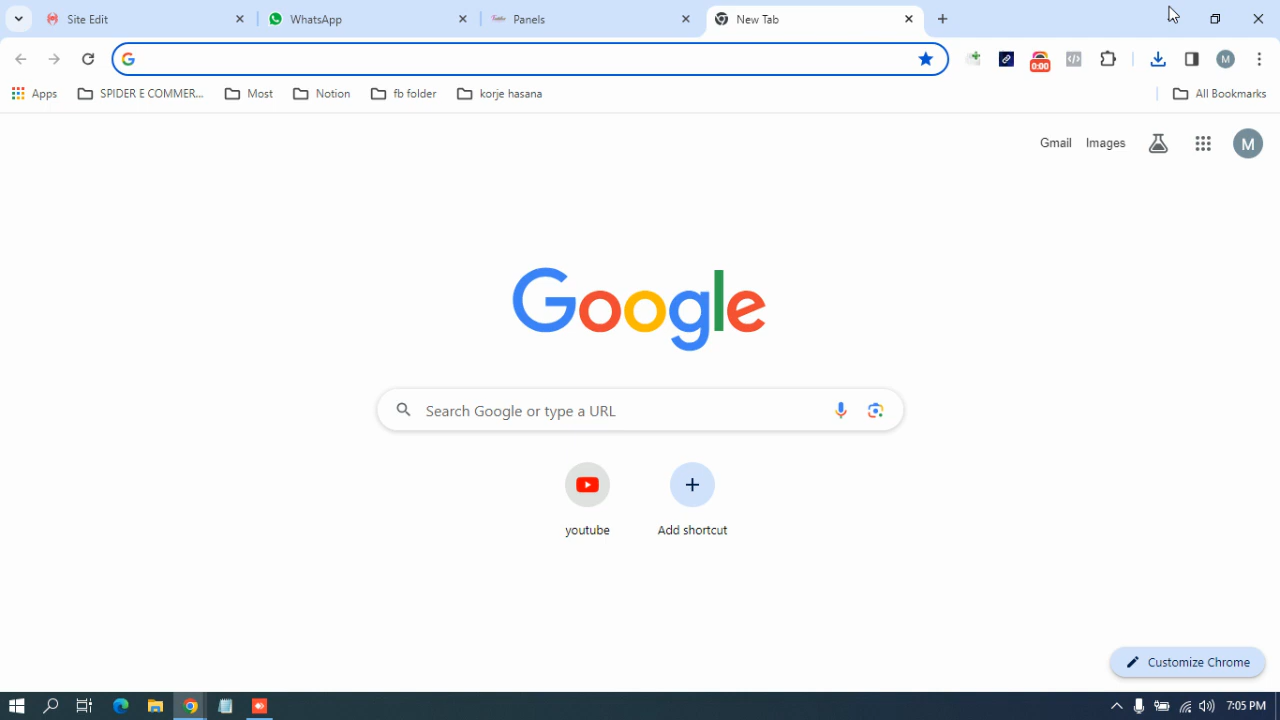 Site Edit
WhatsApp
Panels
New Tab
0:00
M
Apps
SPIDER E COMMER...
Most
Notion
fb folder
korje hasana
All Bookmarks
Gmail
Images
M
Google
Search Google or type a URL
youtube
Add shortcut
Customize Chrome
7:05 PM